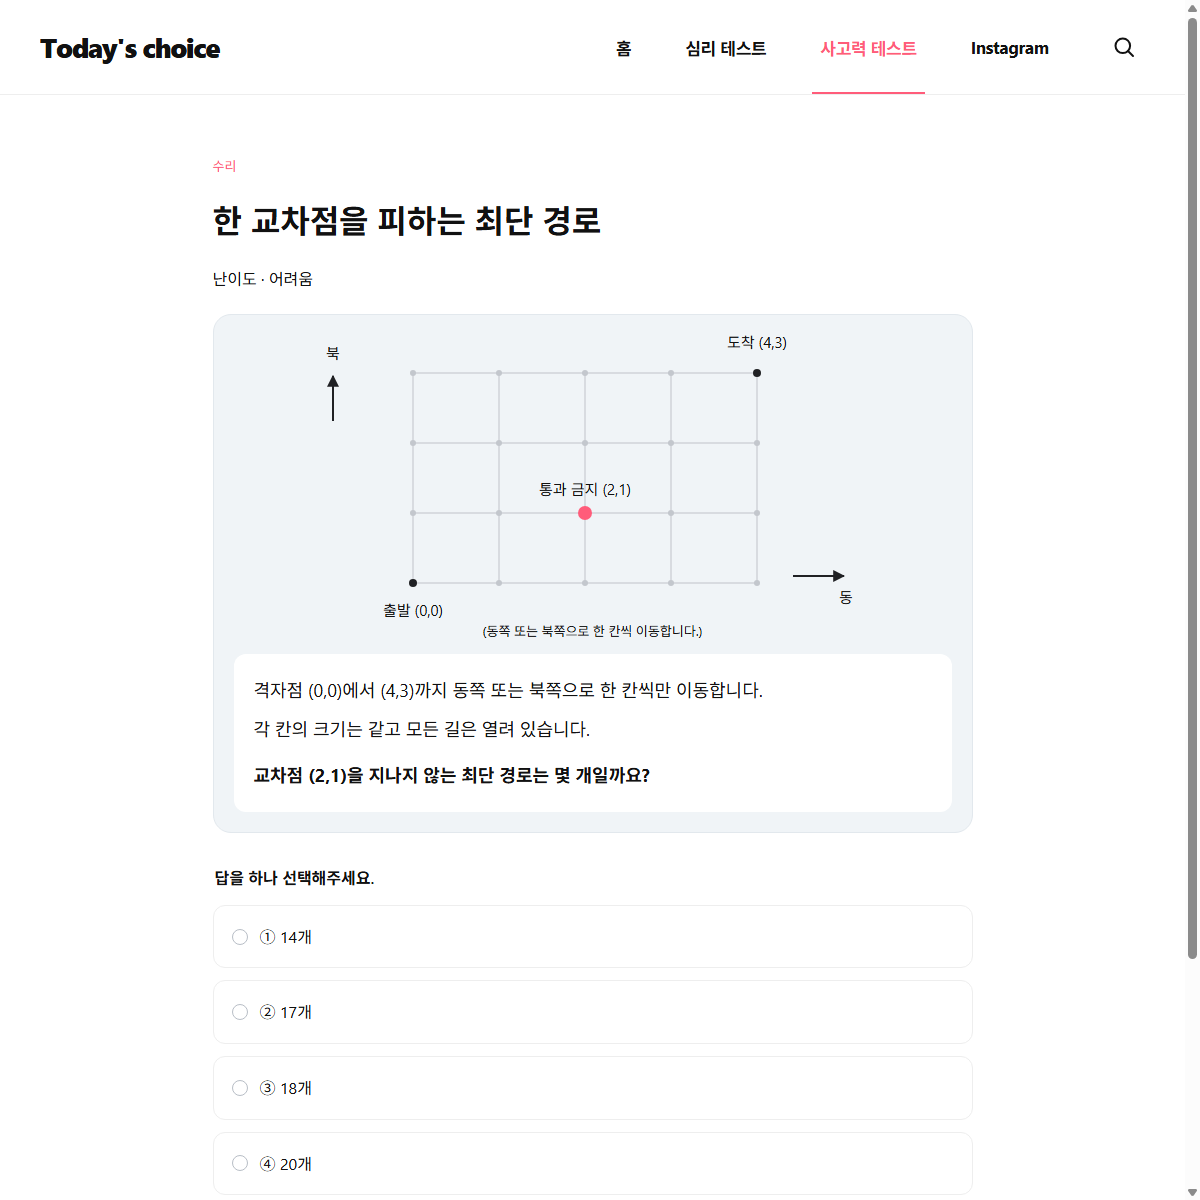 Today's choice
홈
심리 테스트
사고력 테스트
Instagram
수리
한 교차점을 피하는 최단 경로
난이도 · 어려움
도착 (4,3)
북
통과 금지 (2,1)
동
출발 (0,0)
(동쪽 또는 북쪽으로 한 칸씩 이동합니다.)
격자점 (0,0)에서 (4,3)까지 동쪽 또는 북쪽으로 한 칸씩만 이동합니다.
각 칸의 크기는 같고 모든 길은 열려 있습니다.
교차점 (2,1)을 지나지 않는 최단 경로는 몇 개일까요?
답을 하나 선택해주세요.
① 14개
② 17개
③ 18개
④ 20개